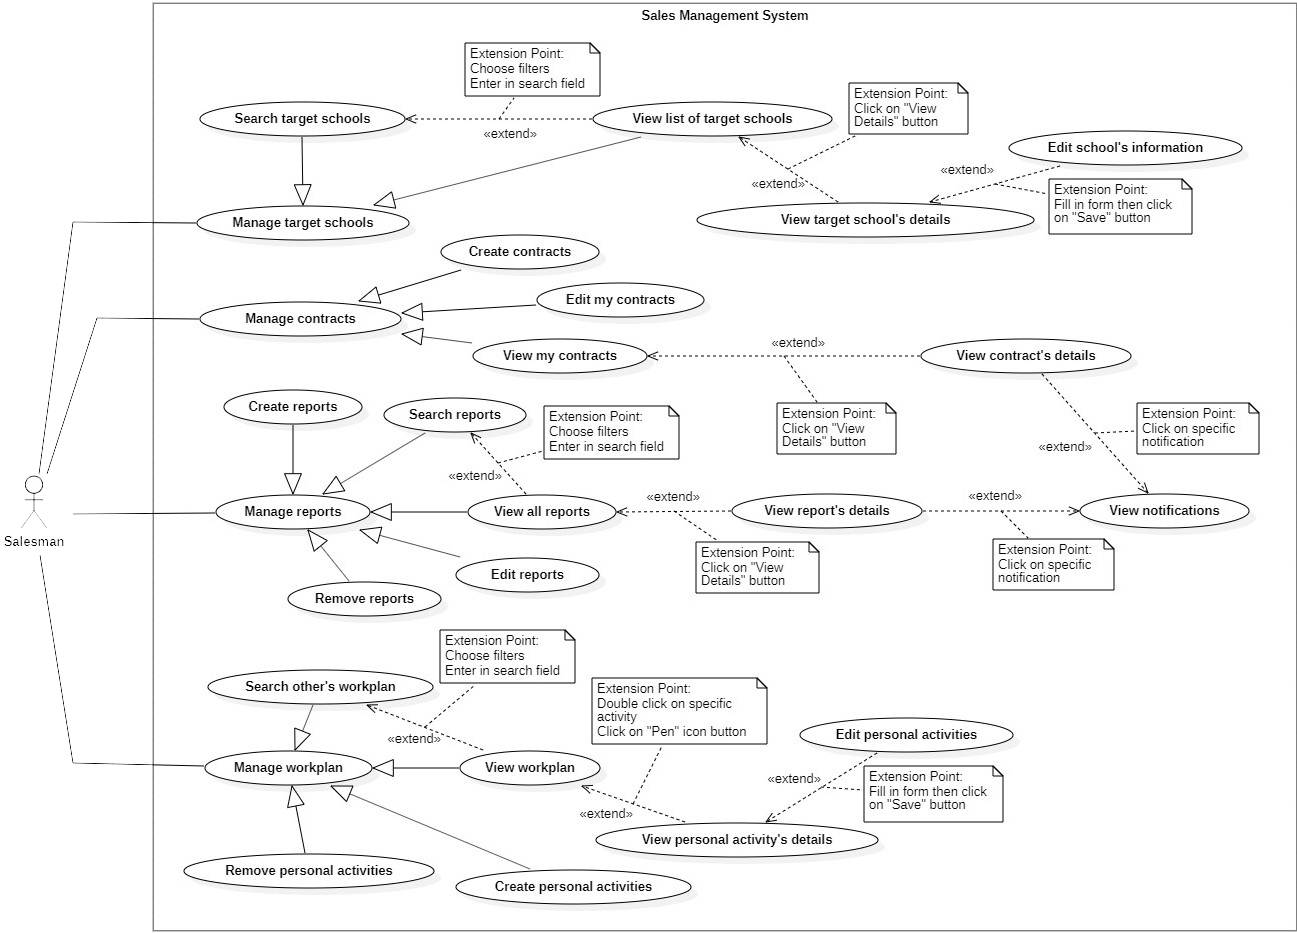 Sales Management System
Extension Point:
Choose filters
Enter in search field
Search target schools
«extend»
View list of target schools
Extension Point:
Click on "View
Details" button
Edit school's information
«extend»
«extend»
Extension Point:
Fill in form then click
on "Save" button
Manage target schools
View target school's details
Create contracts
Edit my contracts
Manage contracts
View my contracts
«extend»
View contract's details
Extension Point:
Click on "View
Details" button
Extension Point:
Click on specific
notification
«extend»
Create reports
Search reports
Extension Point:
Choose filters
Enter in search field
«extend»
Manage reports
View all reports
«extend»
View report's details
«extend»
View notifications
Extension Point:
Click on "View
Details" button
Extension Point:
Click on specific
notification
Edit reports
Remove reports
Salesman
Extension Point:
Choose filters
Enter in search field
Search other's workplan
«extend»
Extension Point:
Double click on specific
activity
Click on "Pen" icon button
Manage workplan
View workplan
Edit personal activities
«extend»
Extension Point:
Fill in form then click
on "Save" button
«extend»
View personal activity's details
Remove personal activities
Create personal activities